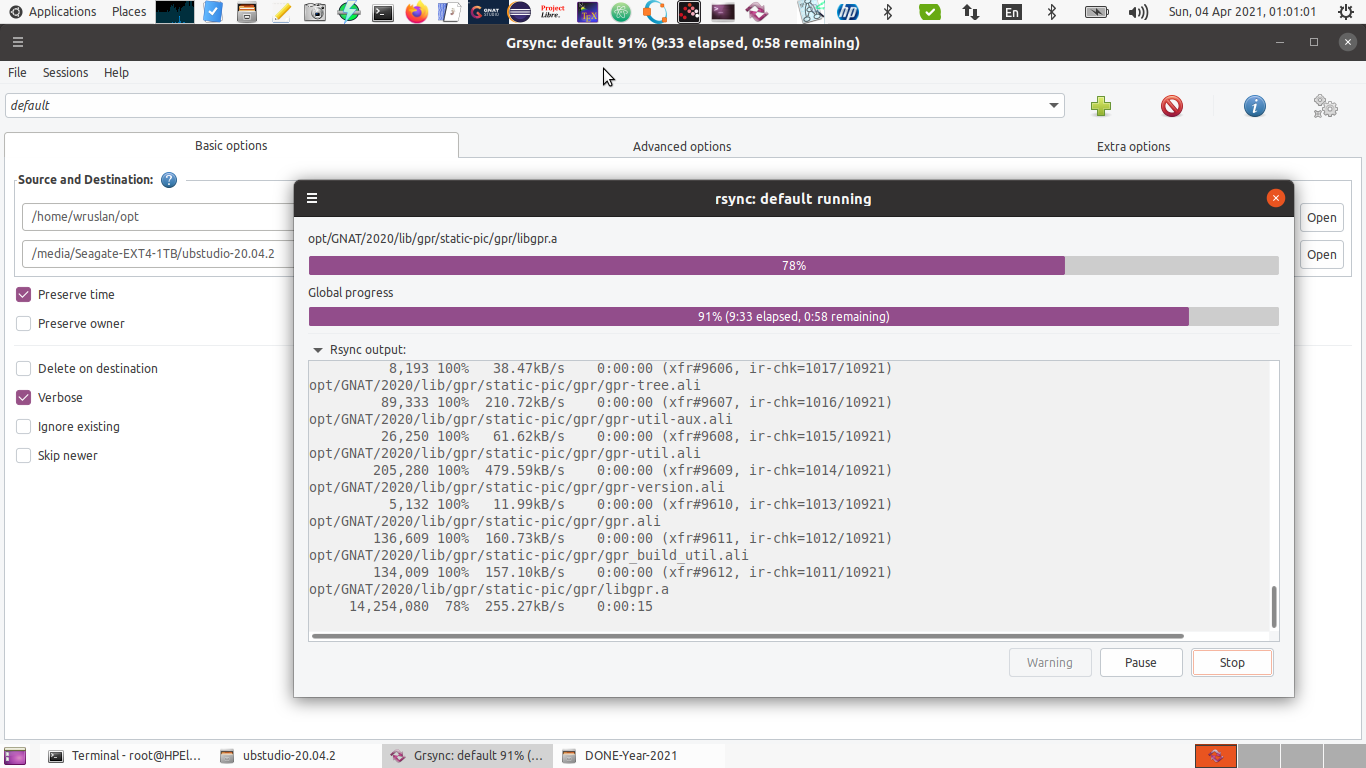 Applications Places GNAT STUDIO Project Libre. TEX hp En Sun, 04 Apr 2021, 01:01:01
Grsync: default 91% (9:33 elapsed, 0:58 remaining)
File Sessions Help
default
Basic options Advanced options Extra options
Source and Destination:
/home/wruslan/opt Open
/media/Seagate-EXT4-1TB/ubstudio-20.04.2 Open
Preserve time
Preserve owner
Delete on destination
Verbose
Ignore existing
Skip newer
rsync: default running
opt/GNAT/2020/lib/gpr/static-pic/gpr/libgpr.a
78%
Global progress
91% (9:33 elapsed, 0:58 remaining)
Rsync output:
8,193 100% 38.47kB/s 0:00:00 (xfr#9606, ir-chk=1017/10921)
opt/GNAT/2020/lib/gpr/static-pic/gpr/gpr-tree.ali
89,333 100% 210.72kB/s 0:00:00 (xfr#9607, ir-chk=1016/10921)
opt/GNAT/2020/lib/gpr/static-pic/gpr/gpr-util-aux.ali
26,250 100% 61.62kB/s 0:00:00 (xfr#9608, ir-chk=1015/10921)
opt/GNAT/2020/lib/gpr/static-pic/gpr/gpr-util.ali
205,280 100% 479.59kB/s 0:00:00 (xfr#9609, ir-chk=1014/10921)
opt/GNAT/2020/lib/gpr/static-pic/gpr/gpr-version.ali
5,132 100% 11.99kB/s 0:00:00 (xfr#9610, ir-chk=1013/10921)
opt/GNAT/2020/lib/gpr/static-pic/gpr/gpr.ali
136,609 100% 160.73kB/s 0:00:00 (xfr#9611, ir-chk=1012/10921)
opt/GNAT/2020/lib/gpr/static-pic/gpr/gpr_build_util.ali
134,009 100% 157.10kB/s 0:00:00 (xfr#9612, ir-chk=1011/10921)
opt/GNAT/2020/lib/gpr/static-pic/gpr/libgpr.a
14,254,080 78% 255.27kB/s 0:00:15
Warning Pause Stop
Terminal - root@HPEl... ubstudio-20.04.2 Grsync: default 91% (... DONE-Year-2021